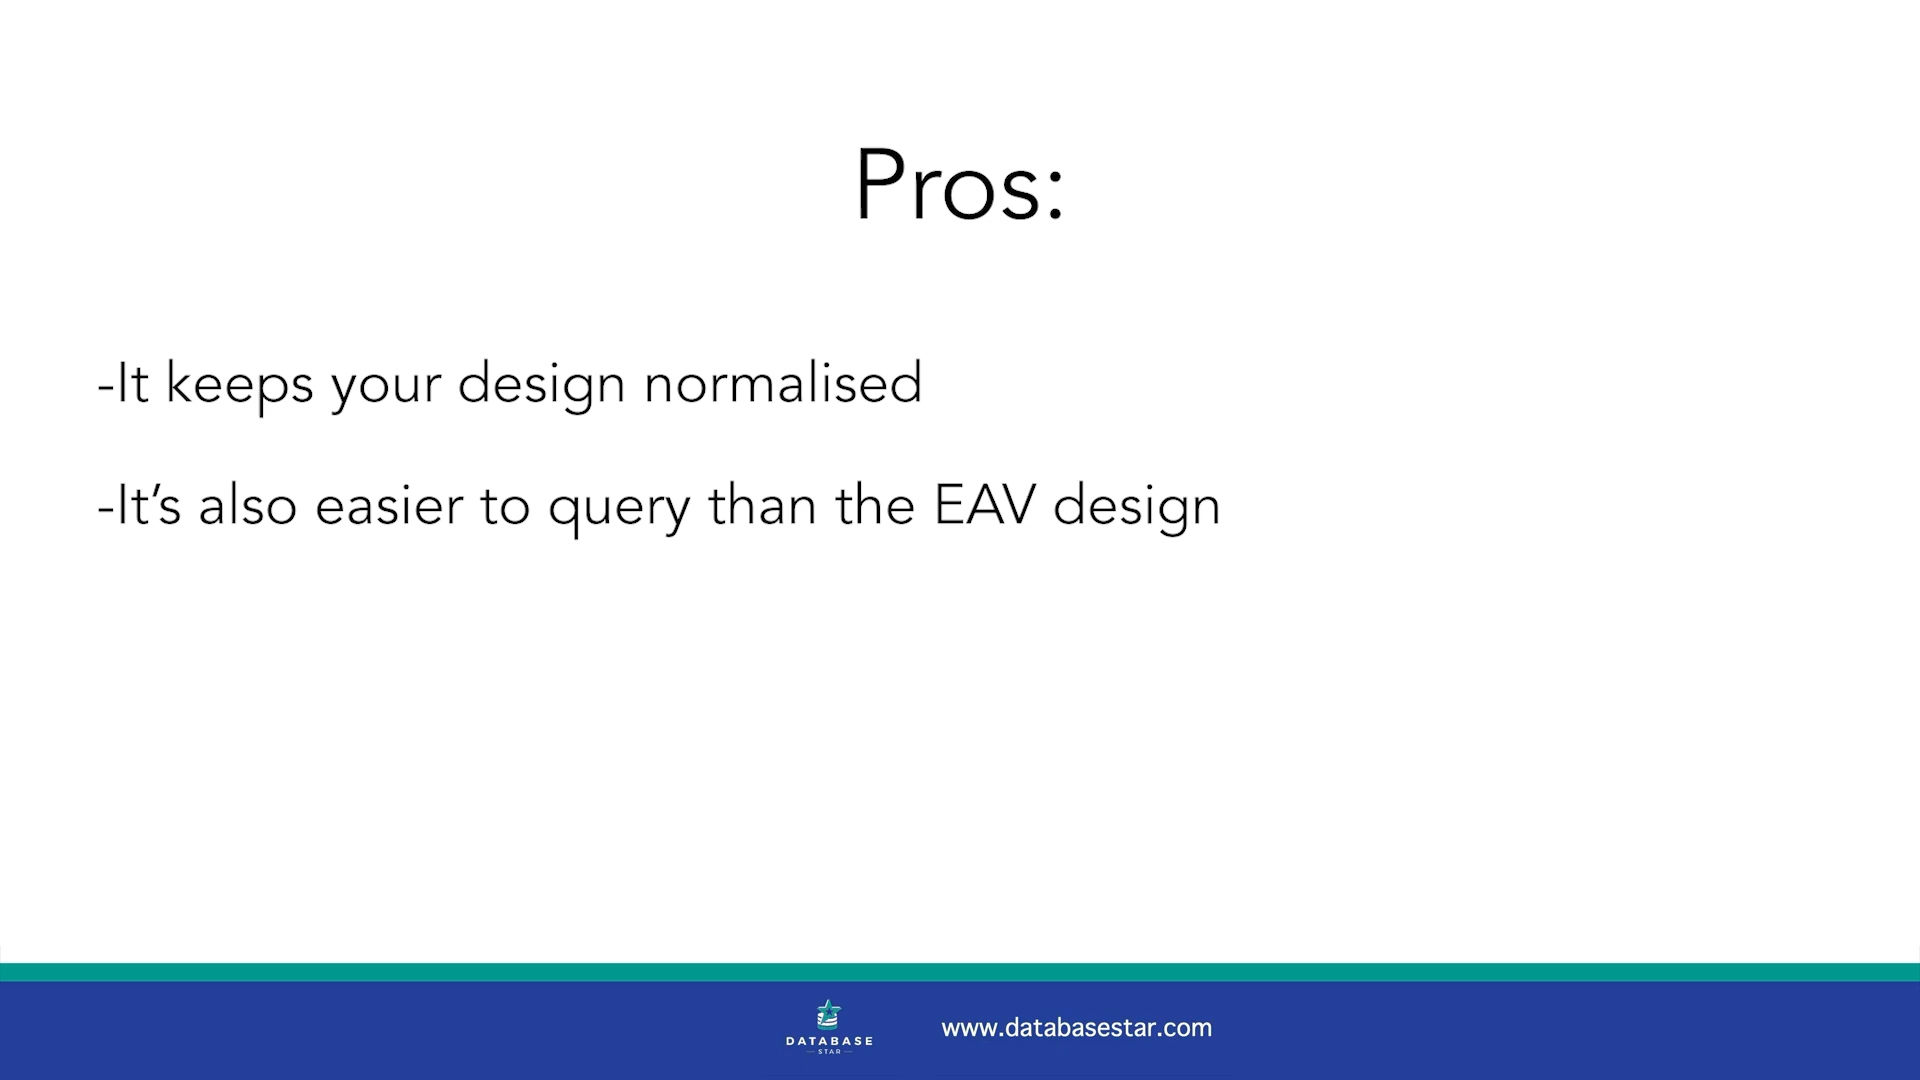 Pros:
-It keeps your design normalised
-It’s also easier to query than the EAV design
DATABASE
STAR
www.databasestar.com